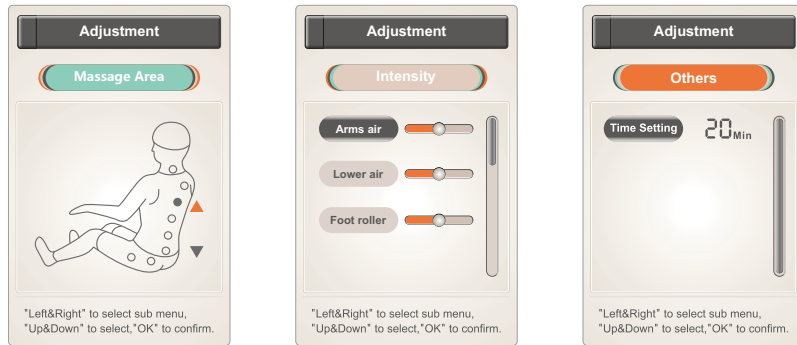 Adjustment
Massage Area
"Left&Right" to select sub menu,
"Up&Down" to select,"OK" to confirm.
Adjustment
Intensity
Arms air
Lower air
Foot roller
"Left&Right" to select sub menu,
"Up&Down" to select,"OK" to confirm.
Adjustment
Others
Time Setting 20Min
"Left&Right" to select sub menu,
"Up&Down" to select,"OK" to confirm.